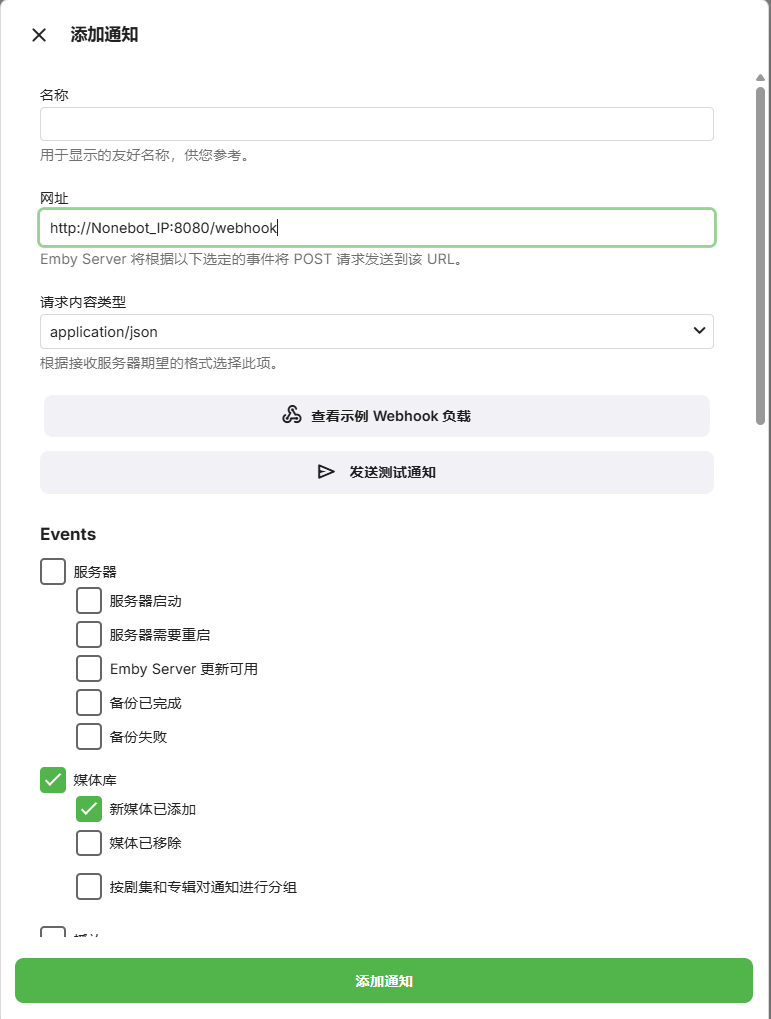 添加通知
名称
用于显示的友好名称，供您参考。
网址
http://Nonebot_IP:8080/webhook
Emby Server 将根据以下选定的事件将 POST 请求发送到该 URL。
请求内容类型
application/json
根据接收服务器期望的格式选择此项。
查看示例 Webhook 负载
发送测试通知
Events
服务器
服务器启动
服务器需要重启
Emby Server 更新可用
备份已完成
备份失败
媒体库
新媒体已添加
媒体已移除
按剧集和专辑对通知进行分组
添加通知